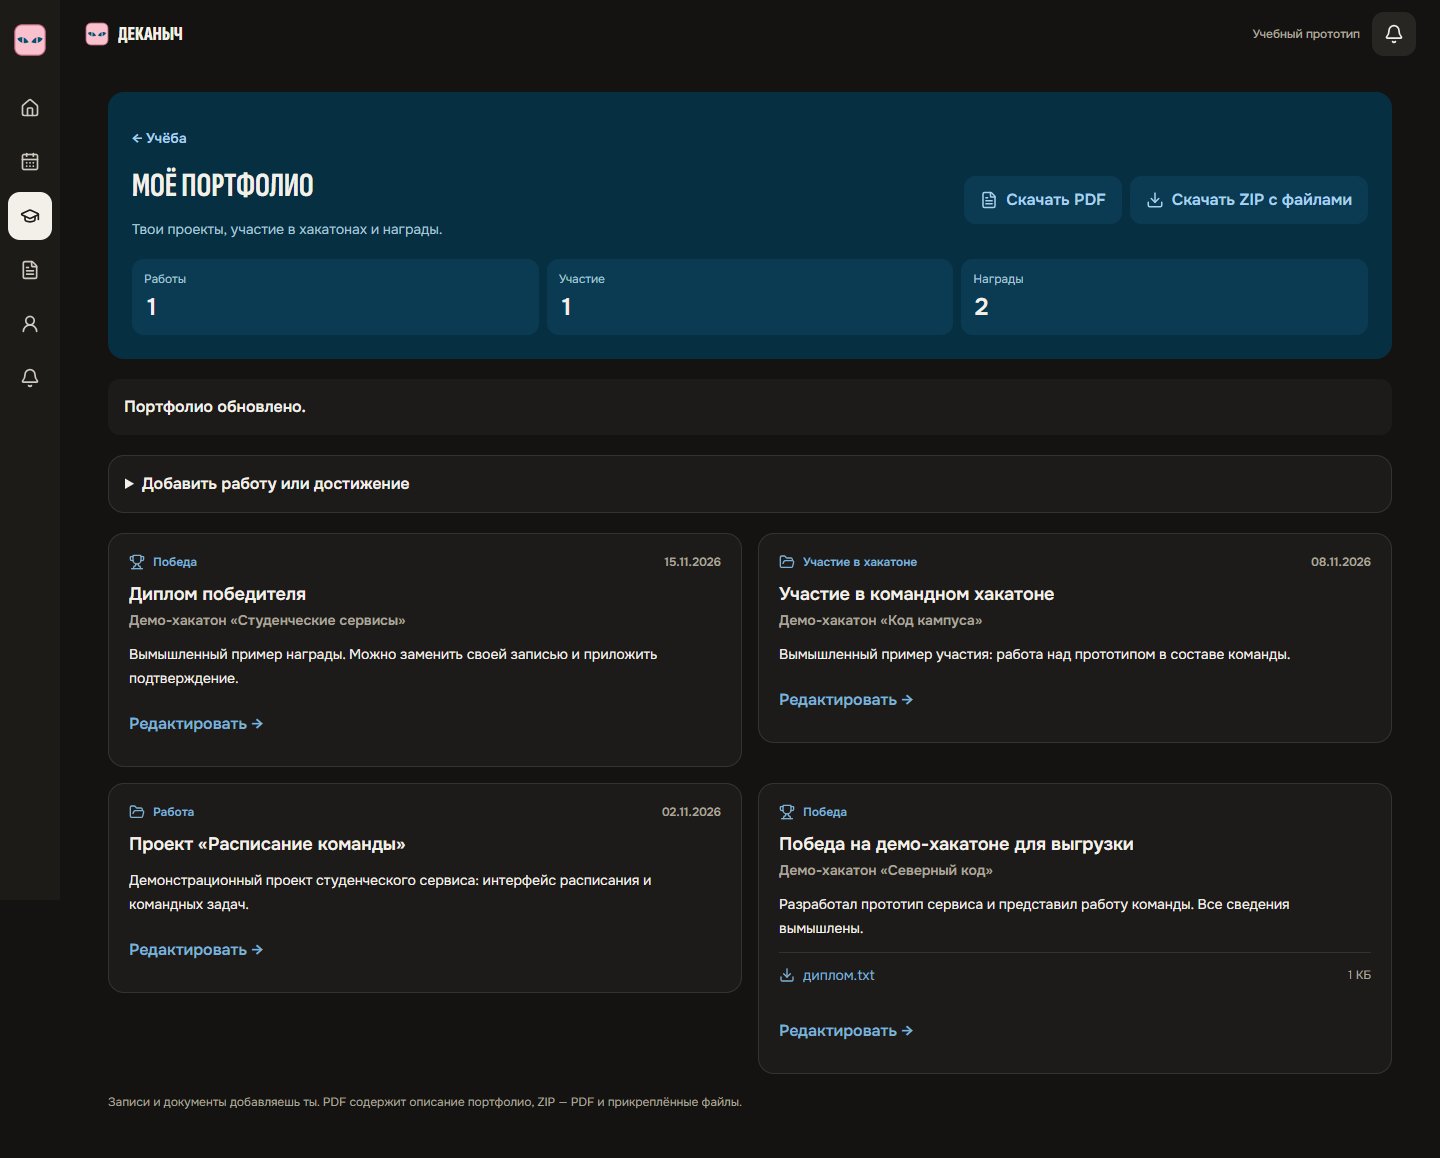 ДЕКАНЫЧ
Учебный прототип
← Учёба
МОЁ ПОРТФОЛИО
Твои проекты, участие в хакатонах и награды.
Скачать PDF
Скачать ZIP с файлами
Работы
1
Участие
1
Награды
2
Портфолио обновлено.
▶ Добавить работу или достижение
Победа
15.11.2026
Диплом победителя
Демо-хакатон «Студенческие сервисы»
Вымышленный пример награды. Можно заменить своей записью и приложить
подтверждение.
Редактировать →
Участие в хакатоне
08.11.2026
Участие в командном хакатоне
Демо-хакатон «Код кампуса»
Вымышленный пример участия: работа над прототипом в составе команды.
Редактировать →
Работа
02.11.2026
Проект «Расписание команды»
Демонстрационный проект студенческого сервиса: интерфейс расписания и
командных задач.
Редактировать →
Победа
Победа на демо-хакатоне для выгрузки
Демо-хакатон «Северный код»
Разработал прототип сервиса и представил работу команды. Все сведения
вымышлены.
диплом.txt
1 КБ
Редактировать →
Записи и документы добавляешь ты. PDF содержит описание портфолио, ZIP — PDF и прикреплённые файлы.